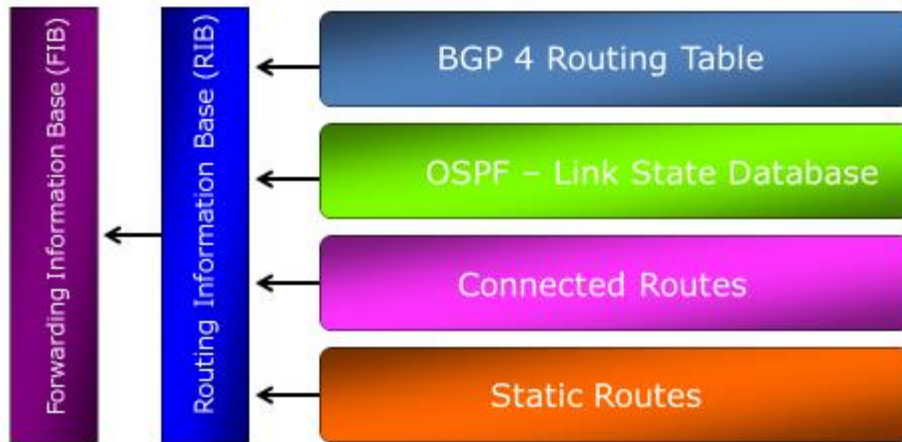 Forwarding Information Base (FIB)
Routing Information Base (RIB)
BGP 4 Routing Table
OSPF – Link State Database
Connected Routes
Static Routes